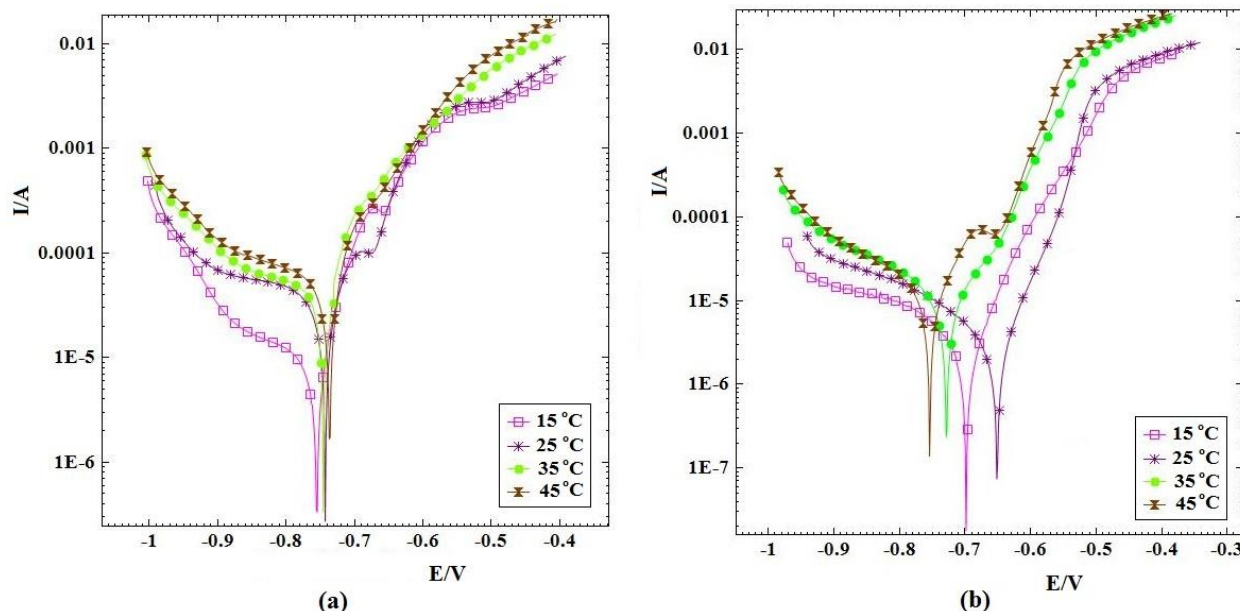 0.01
0.001
0.0001
1E-5
1E-6
I/A
-1
-0.9
-0.8
-0.7
-0.6
-0.5
-0.4
E/V
15 °C
25 °C
35 °C
45 °C
(a)
0.01
0.001
0.0001
1E-5
1E-6
1E-7
I/A
-1
-0.9
-0.8
-0.7
-0.6
-0.5
-0.4
-0.3
E/V
15 °C
25 °C
35 °C
45 °C
(b)